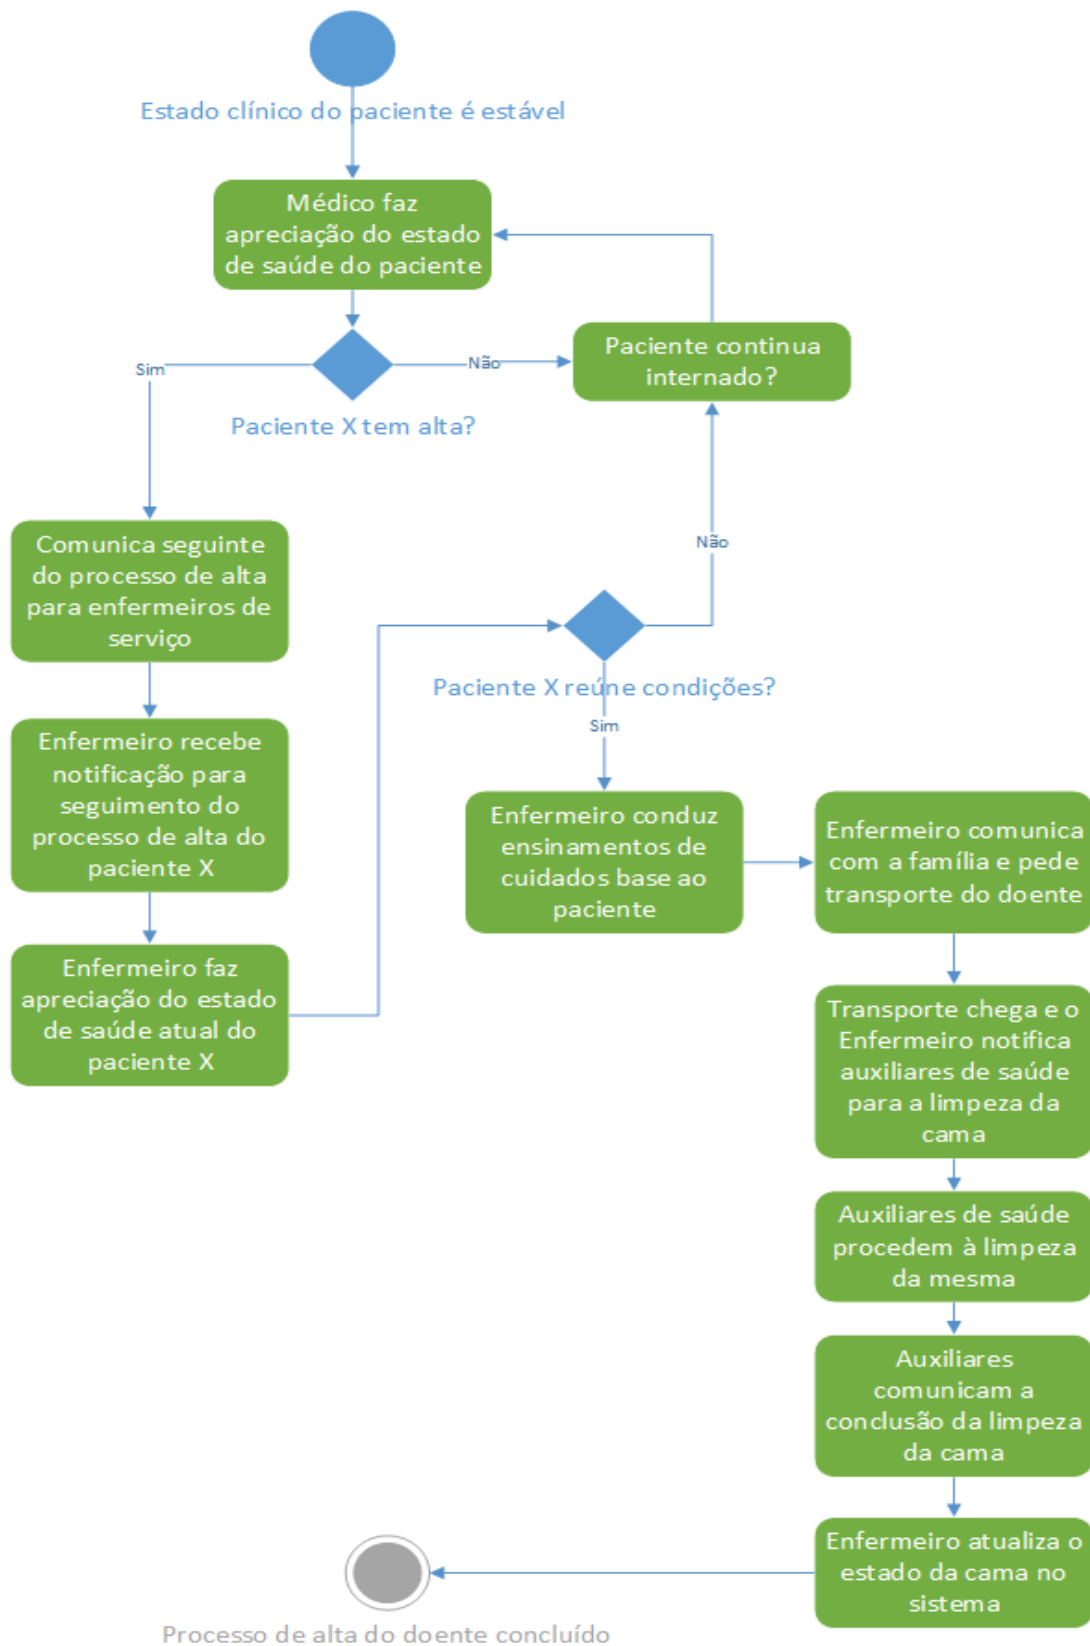 Estado clínico do paciente é estável
Médico faz
apreciação do estado
de saúde do paciente
Sim
Não
Paciente continua
internado?
Paciente X tem alta?
Comunica seguinte
do processo de alta
para enfermeiros de
serviço
Não
Paciente X reúne condições?
Sim
Enfermeiro recebe
notificação para
seguimento do
processo de alta do
paciente X
Enfermeiro faz
apreciação do estado
de saúde atual do
paciente X
Enfermeiro conduz
ensinamentos de
cuidados base ao
paciente
Enfermeiro comunica
com a família e pede
transporte do doente
Transporte chega e o
Enfermeiro notifica
auxiliares de saúde
para a limpeza da
cama
Auxiliares de saúde
procedem à limpeza
da mesma
Auxiliares
comunicam a
conclusão da limpeza
da cama
Enfermeiro atualiza o
estado da cama no
sistema
Processo de alta do doente concluído